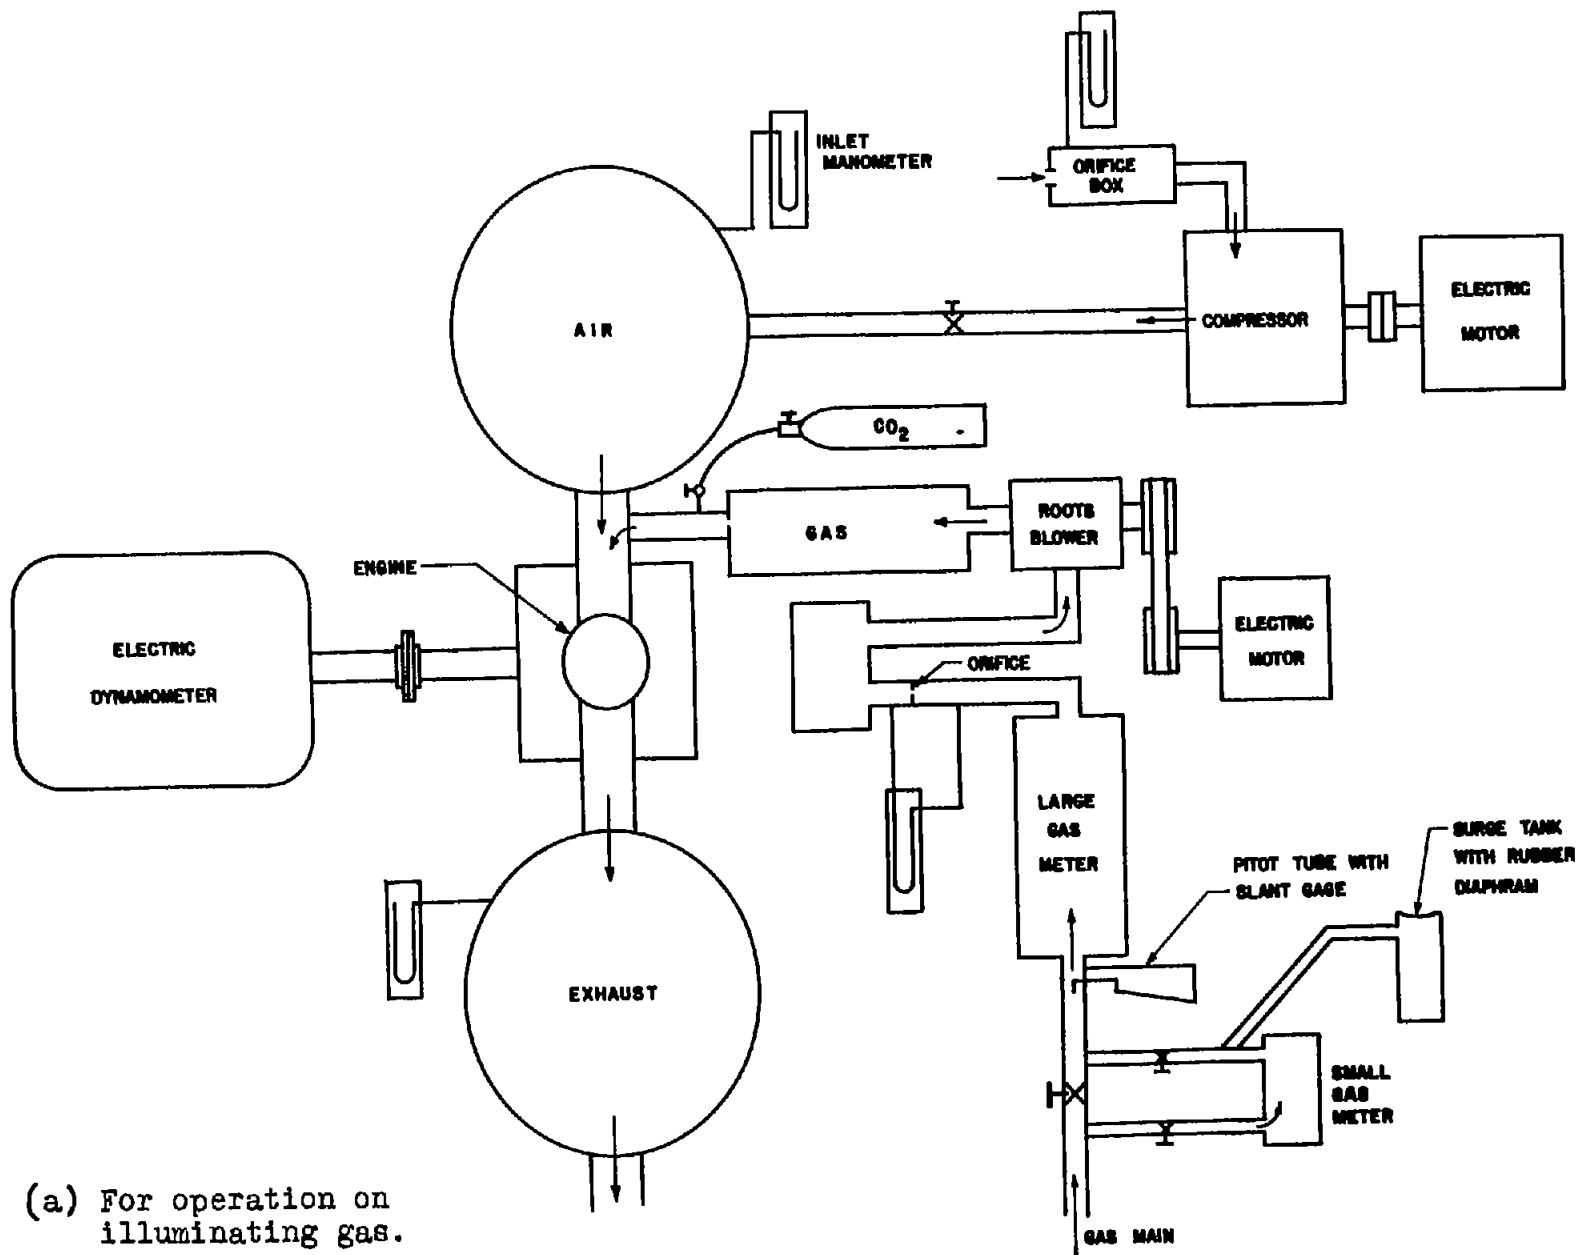 INLET
MANOMETER
ORIFICE
BOX
AIR
COMPRESSOR
ELECTRIC
MOTOR
CO2
GAS
ROOTS
BLOWER
ENGINE
ELECTRIC
DYNAMOMETER
ELECTRIC
MOTOR
ORIFICE
LARGE
GAS
METER
PITOT TUBE WITH
SLANT GAGE
SURGE TANK
WITH RUBBER
DIAPHRAM
EXHAUST
SMALL
GAS
METER
GAS MAIN
(a) For operation on
illuminating gas.